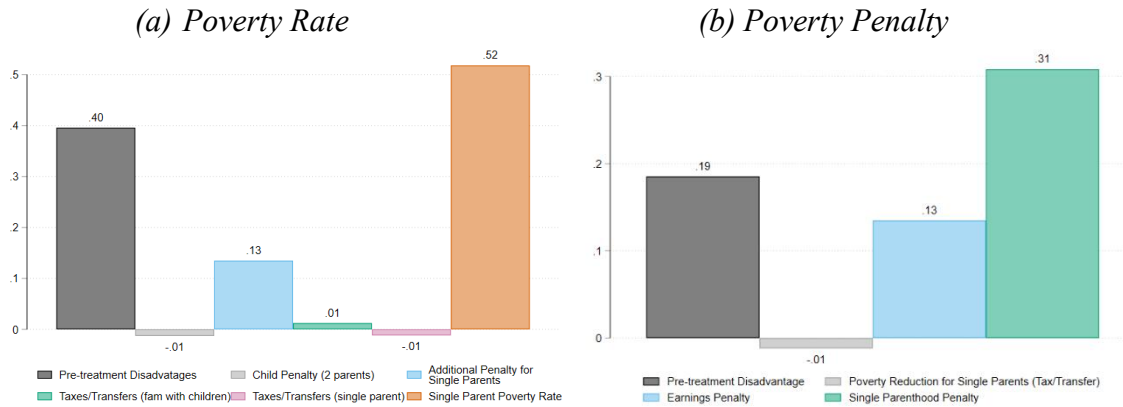 (a) Poverty Rate
.5
.4
.3
.2
.1
0
.40
-.01
.13
.01
-.01
.52
Pre-treatment Disadvatages
Child Penalty (2 parents)
Additional Penalty for
Single Parents
Taxes/Transfers (fam with children)
Taxes/Transfers (single parent)
Single Parent Poverty Rate
(b) Poverty Penalty
.3
.2
.1
0
.19
-.01
.13
.31
Pre-treatment Disadvantage
Poverty Reduction for Single Parents (Tax/Transfer)
Earnings Penalty
Single Parenthood Penalty